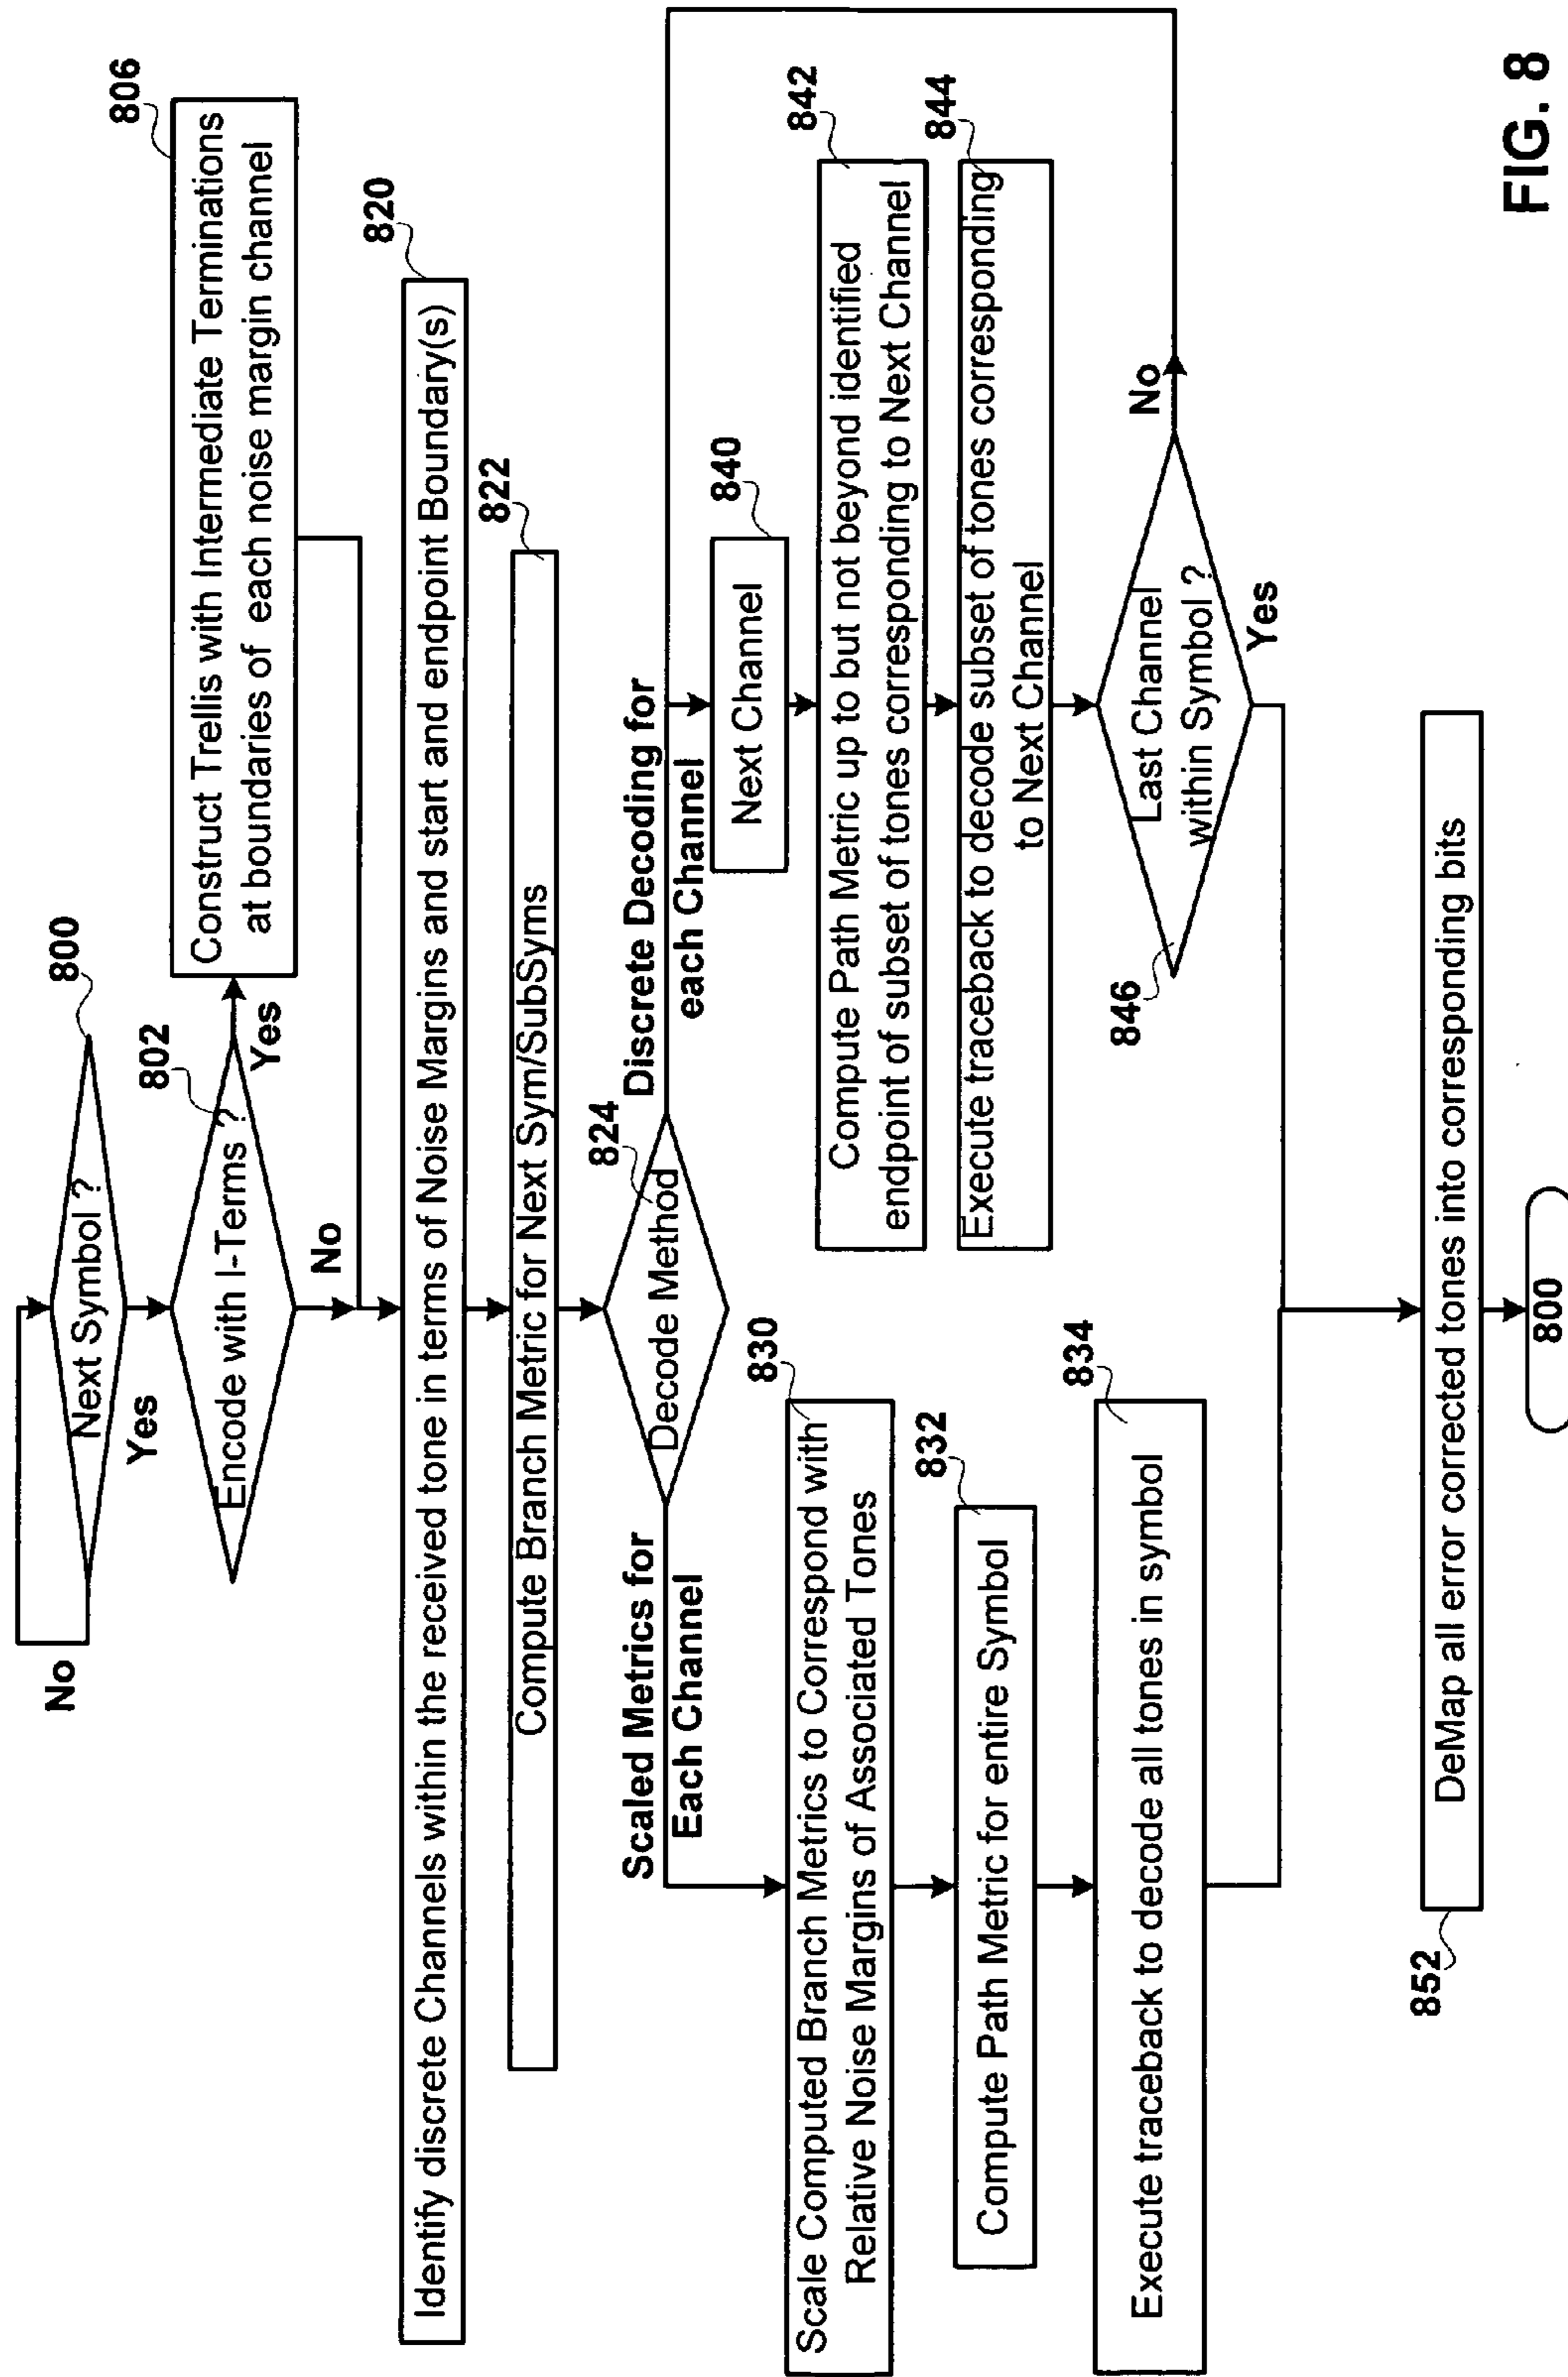 No
Next Symbol ?
800
Yes
802
Encode with I-Terms ?
Yes
No
806
Construct Trellis with Intermediate Terminations
at boundaries of each noise margin channel
820
Identify discrete Channels within the received tone in terms of Noise Margins and start and endpoint Boundary(s)
822
Compute Branch Metric for Next Sym/SubSyms
824
Decode Method
Scaled Metrics for
Each Channel
830
Scale Computed Branch Metrics to Correspond with
Relative Noise Margins of Associated Tones
832
Compute Path Metric for entire Symbol
834
Execute traceback to decode all tones in symbol
Discrete Decoding for
each Channel
840
Next Channel
842
Compute Path Metric up to but not beyond identified
endpoint of subset of tones corresponding to Next Channel
844
Execute traceback to decode subset of tones corresponding
to Next Channel
846
Last Channel
within Symbol ?
No
Yes
852
DeMap all error corrected tones into corresponding bits
800
FIG. 8